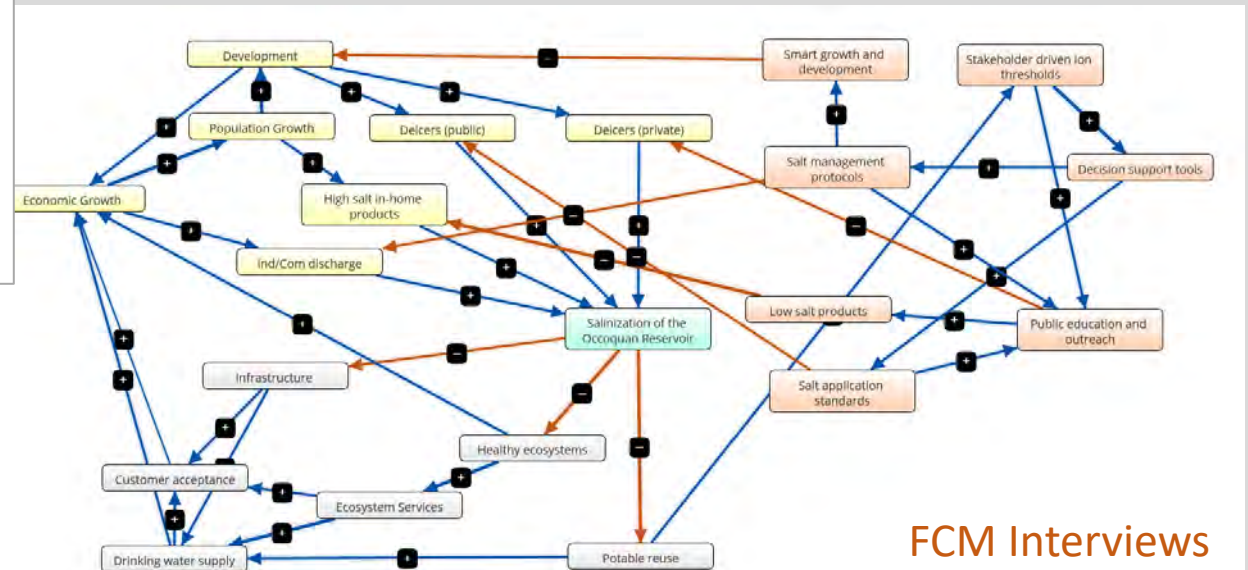 Development
Smart growth and
development
Stakeholder driven ion
thresholds
Population Growth
Deicers (public)
Deicers (private)
Salt management
protocols
Decision support tools
Economic Growth
High salt in-home
products
Ind/Com discharge
Low salt products
Public education and
outreach
Salinization of the
Occoquan Reservoir
Infrastructure
Salt application
standards
Healthy ecosystems
Customer acceptance
Ecosystem Services
Drinking water supply
Potable reuse
FCM Interviews